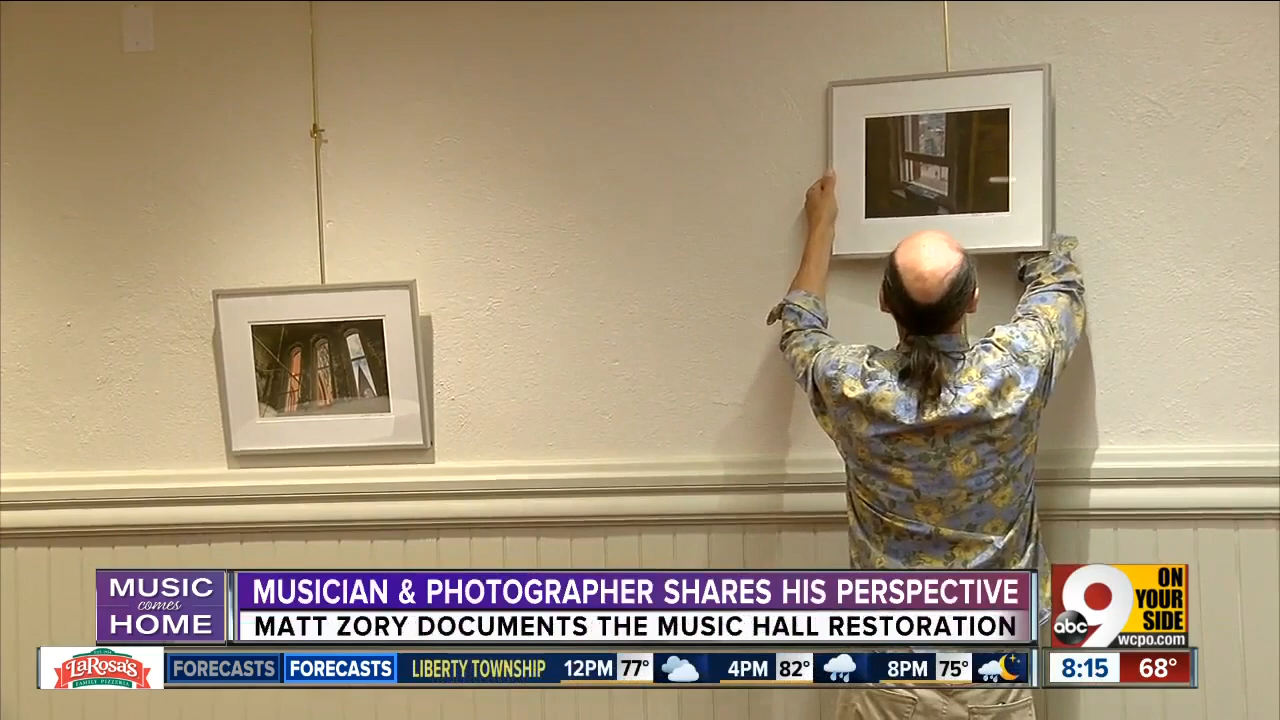 MUSIC
comes
HOME
MUSICIAN & PHOTOGRAPHER SHARES HIS PERSPECTIVE
MATT ZORY DOCUMENTS THE MUSIC HALL RESTORATION
abc 9 ON YOUR SIDE
wcpo.com
LaRosa's
FAMILY PIZZERIA
FORECASTS FORECASTS LIBERTY TOWNSHIP 12PM 77° 4PM 82° 8PM 75°
8:15 68°